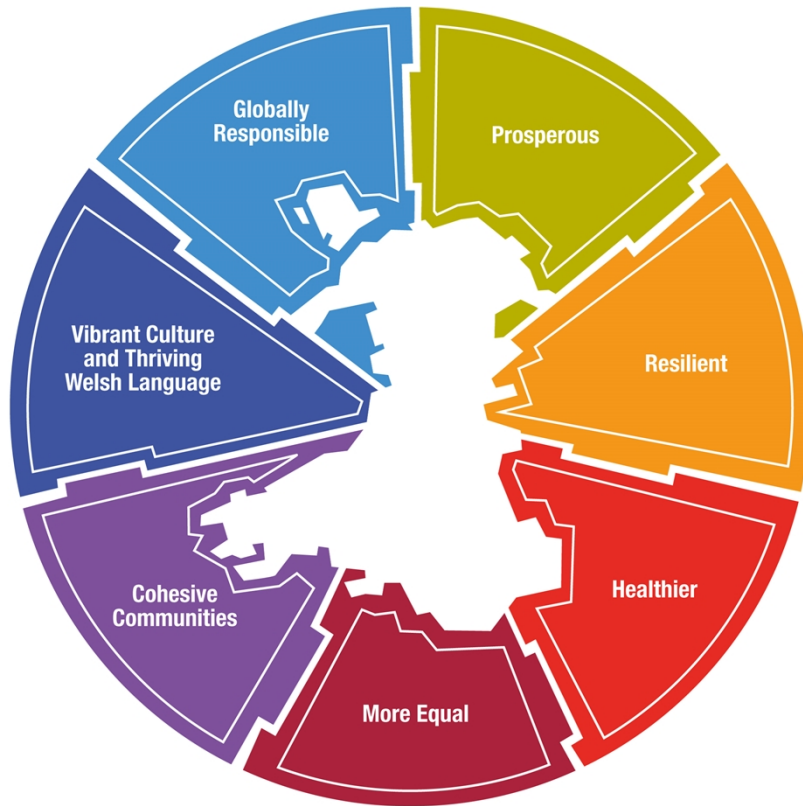 Globally
Responsible
Prosperous
Resilient
Healthier
More Equal
Cohesive
Communities
Vibrant Culture
and Thriving
Welsh Language